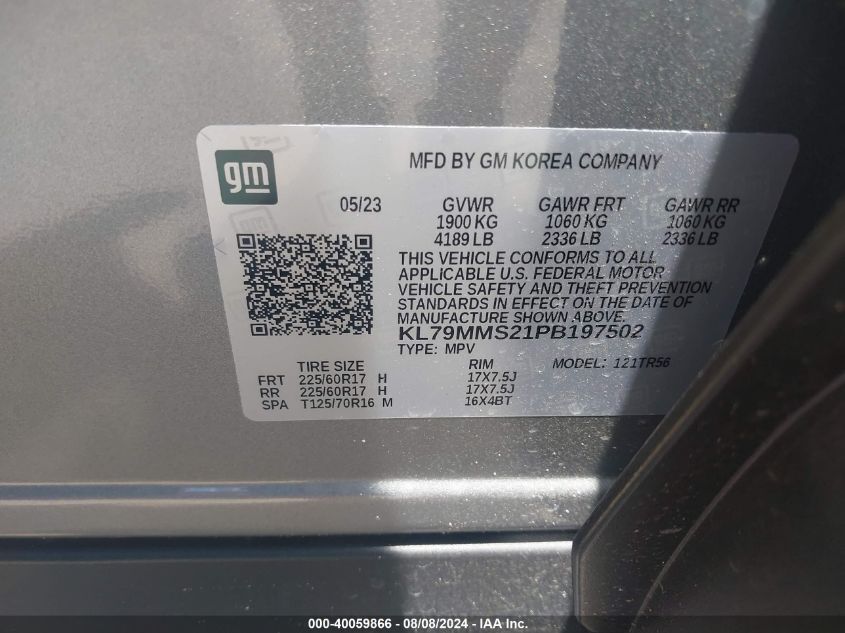 gm
MFD BY GM KOREA COMPANY
05/23 GVWR GAWR FRT GAWR RR
1900 KG 1060 KG 1060 KG
4189 LB 2336 LB 2336 LB
THIS VEHICLE CONFORMS TO ALL
APPLICABLE U.S. FEDERAL MOTOR
VEHICLE SAFETY AND THEFT PREVENTION
STANDARDS IN EFFECT ON THE DATE OF
MANUFACTURE SHOWN ABOVE.
KL79MMS21PB197502
TYPE: MPV MODEL: 121TR56
TIRE SIZE RIM
FRT 225/60R17 H 17X7.5J
RR 225/60R17 H 17X7.5J
SPA T125/70R16 M 16X4BT
000-40059866 - 08/08/2024 - IAA Inc.